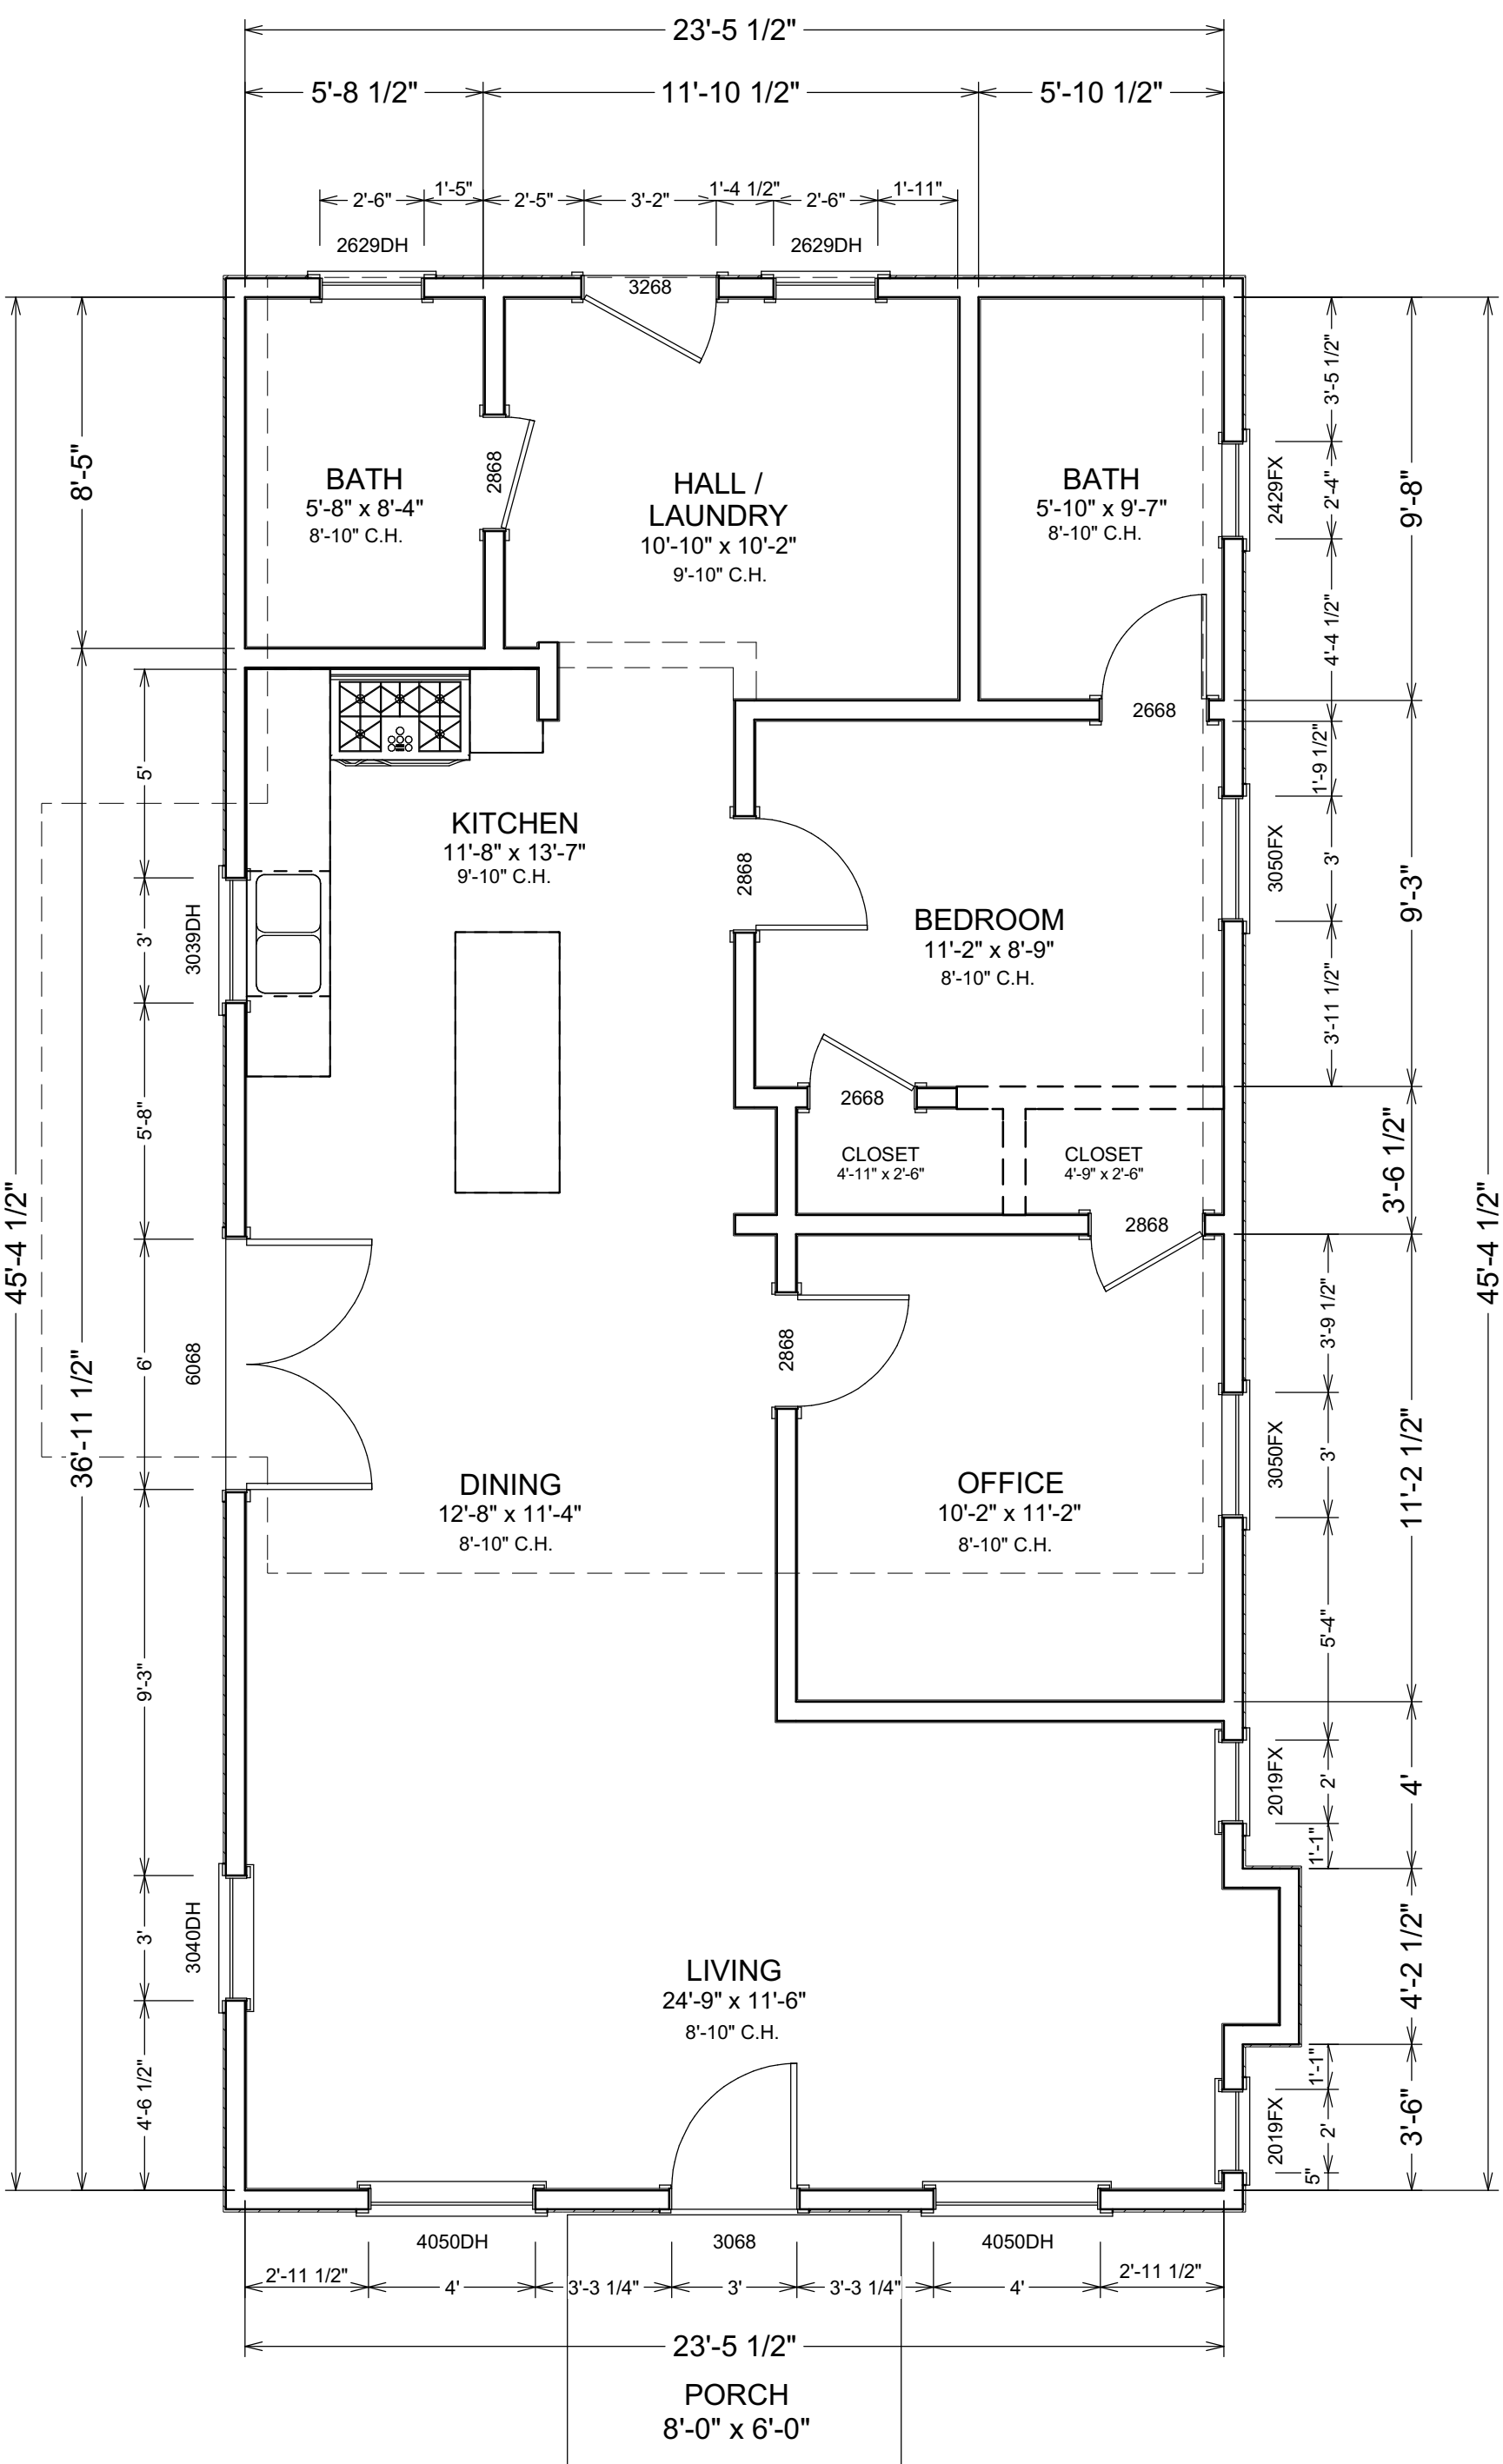 23'-5 1/2"
5'-8 1/2"
11'-10 1/2"
5'-10 1/2"
2'-6"
1'-5"
2'-5"
3'-2"
1'-4 1/2"
2'-6"
1'-11"
2629DH
2629DH
3268
BATH
5'-8" x 8'-4"
8'-10" C.H.
2868
HALL /
LAUNDRY
10'-10" x 10'-2"
9'-10" C.H.
BATH
5'-10" x 9'-7"
8'-10" C.H.
2668
8'-5"
36'-11 1/2"
45'-4 1/2"
5'
3'
5'-8"
6'
9'-3"
3'
4'-6 1/2"
3039DH
6068
3040DH
KITCHEN
11'-8" x 13'-7"
9'-10" C.H.
2868
BEDROOM
11'-2" x 8'-9"
8'-10" C.H.
2668
CLOSET
4'-11" x 2'-6"
CLOSET
4'-9" x 2'-6"
2868
2868
DINING
12'-8" x 11'-4"
8'-10" C.H.
OFFICE
10'-2" x 11'-2"
8'-10" C.H.
LIVING
24'-9" x 11'-6"
8'-10" C.H.
2429FX
3050FX
3050FX
2019FX
2019FX
3'-5 1/2"
2'-4"
4'-4 1/2"
1'-9 1/2"
3'
3'-11 1/2"
3'-9 1/2"
3'
5'-4"
2'
1'-1"
1'-1"
2'
5"
9'-8"
9'-3"
3'-6 1/2"
11'-2 1/2"
4'
4'-2 1/2"
3'-6"
45'-4 1/2"
4050DH
3068
4050DH
2'-11 1/2"
4'
3'-3 1/4"
3'
3'-3 1/4"
4'
2'-11 1/2"
23'-5 1/2"
PORCH
8'-0" x 6'-0"